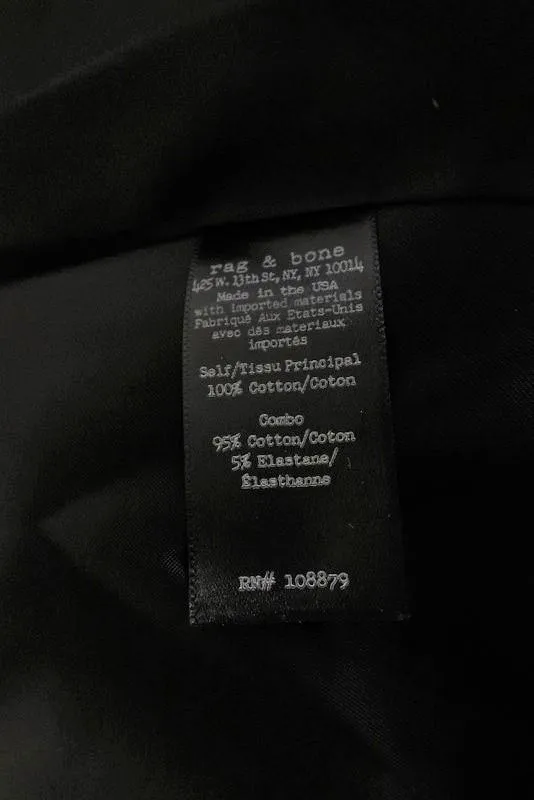 rag & bone
425 W. 13th St, NY, NY 10014
Made in the USA
with imported materials
Fabriqué Aux Etats-Unis
avec dés materiaux
importés
Self/Tissu Principal
100% Cotton/Coton
Combo
95% Cotton/Coton
5% Elastane/
Élasthanne
RN# 108879